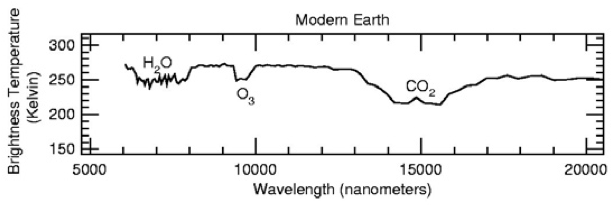 Modern Earth
Brightness Temperature
(Kelvin)
300
250
200
150
H₂O
O₃
CO₂
5000 10000 15000 20000
Wavelength (nanometers)